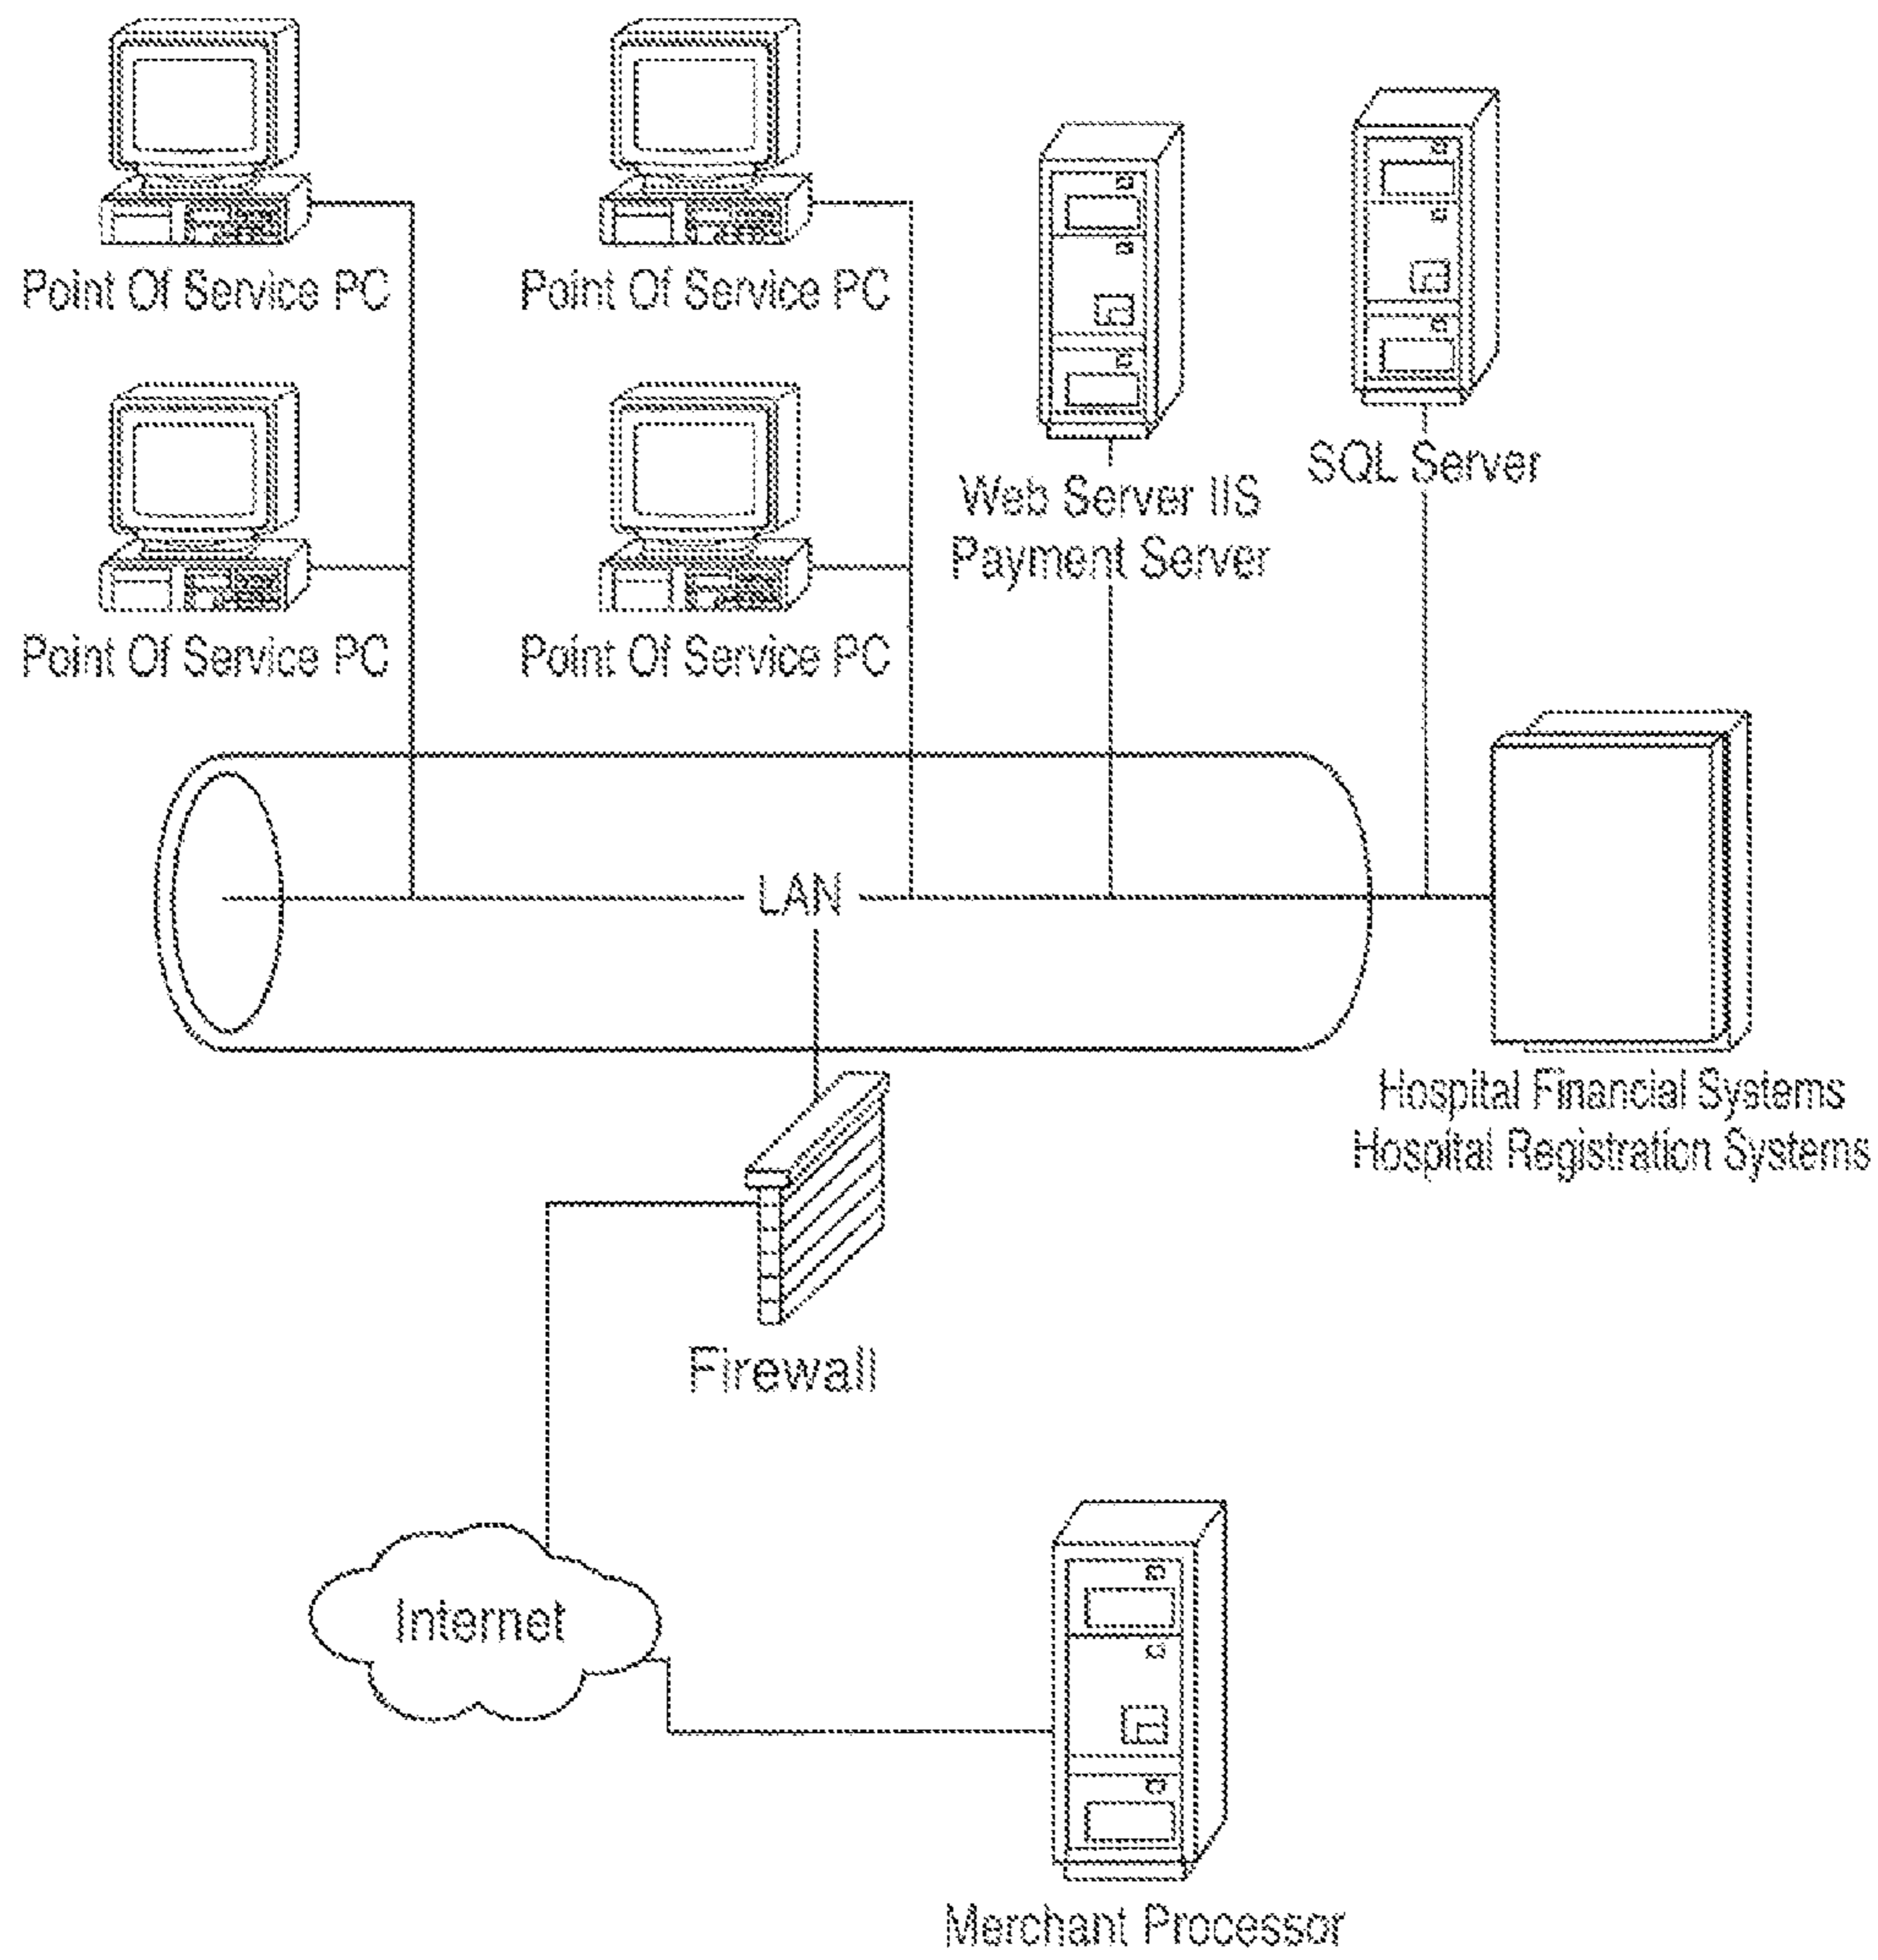 Point Of Service PC
Point Of Service PC
Web Server IIS
Payment Server
SQL Server
Point Of Service PC
Point Of Service PC
LAN
Hospital Financial Systems
Hospital Registration Systems
Firewall
Internet
Merchant Processor